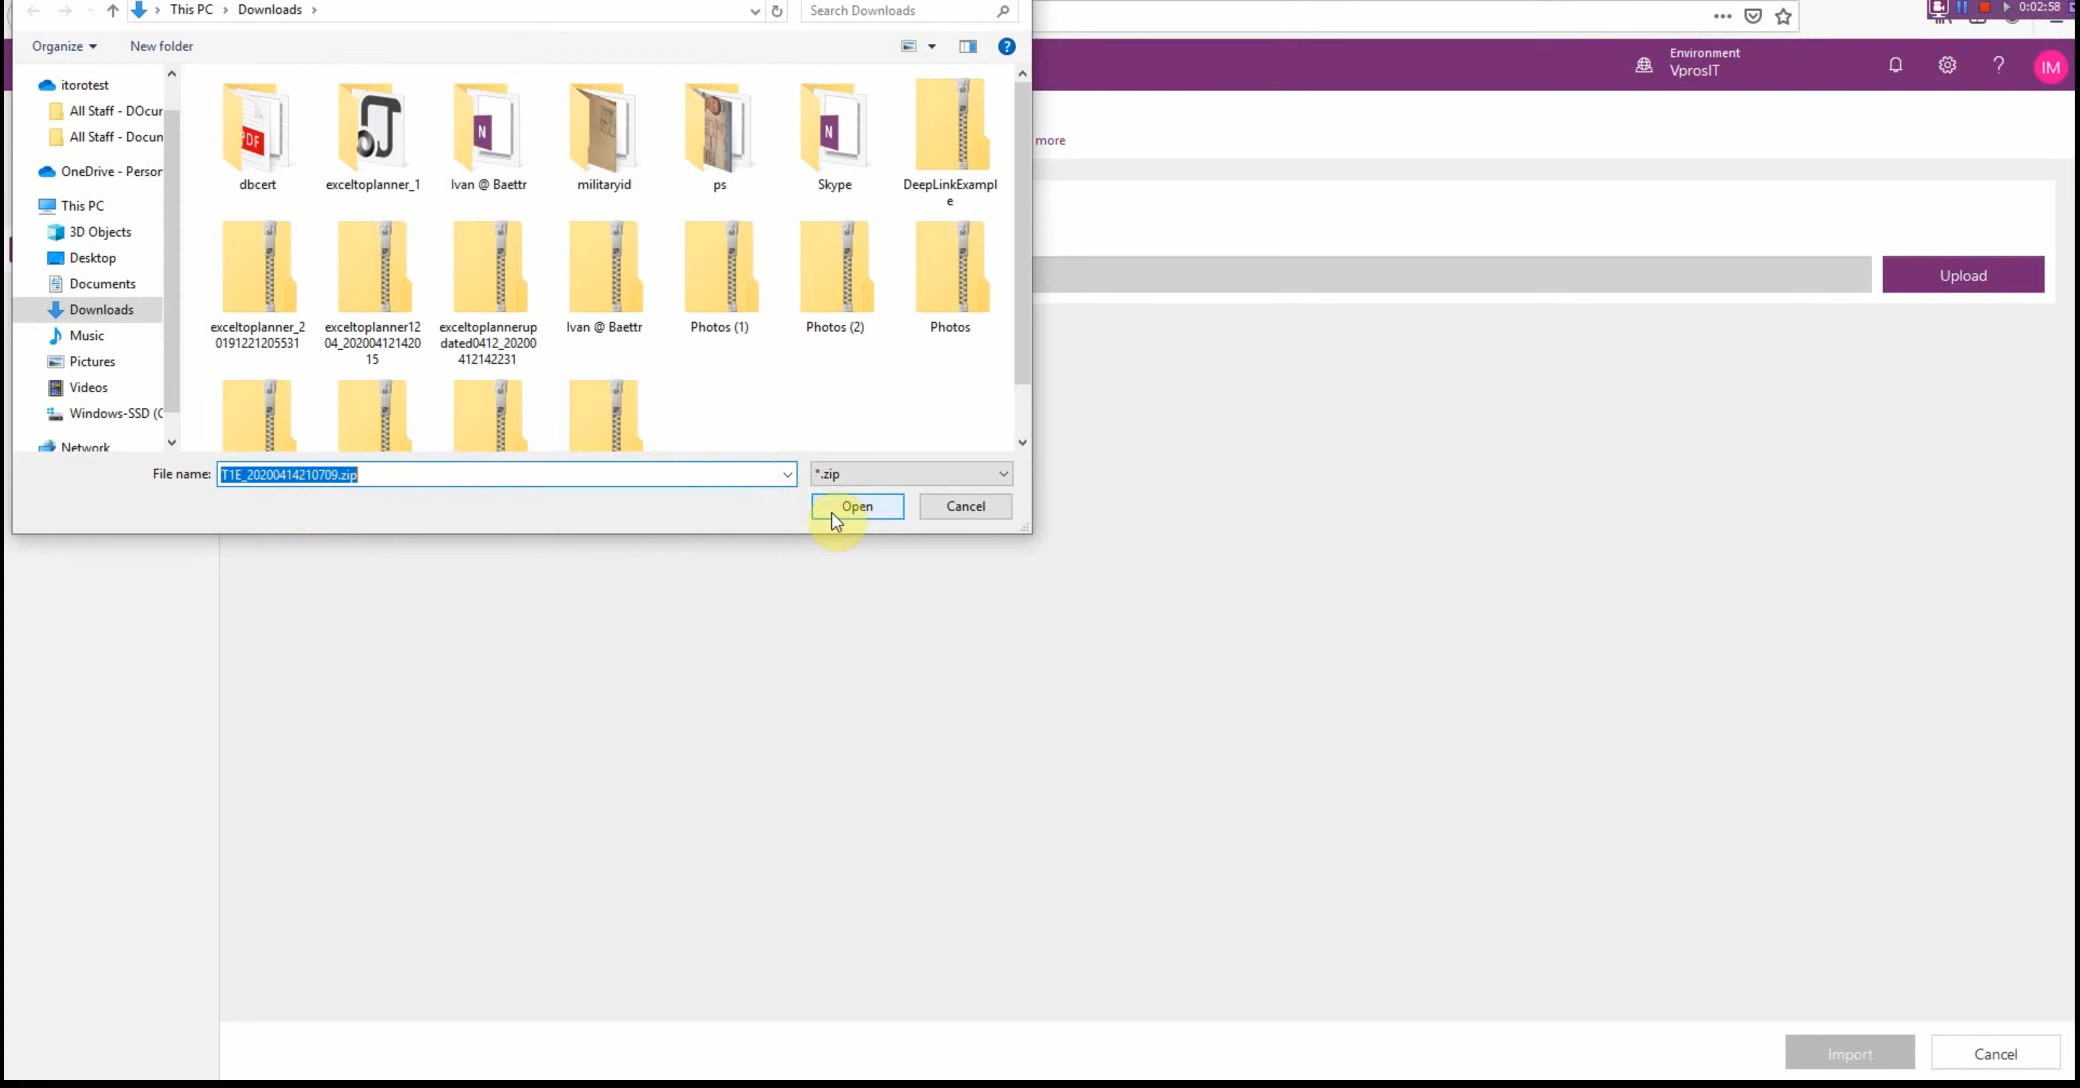 This PC
Downloads
Search Downloads
0:02:58
Organize
New folder
Environment
VprosIT
IM
more
itorotest
All Staff - DOcur
All Staff - Docun
OneDrive - Person
This PC
3D Objects
Desktop
Documents
Downloads
Music
Pictures
Videos
Windows-SSD (C
Network
dbcert
exceltoplanner_1
Ivan @ Baettr
militaryid
ps
Skype
DeepLinkExampl
e
exceltoplanner_2
0191221205531
exceltoplanner12
04_202004121420
15
exceltoplannerup
dated0412_20200
412142231
Ivan @ Baettr
Photos (1)
Photos (2)
Photos
Upload
File name:
T1E_20200414210709.zip
*.zip
Open
Cancel
Import
Cancel